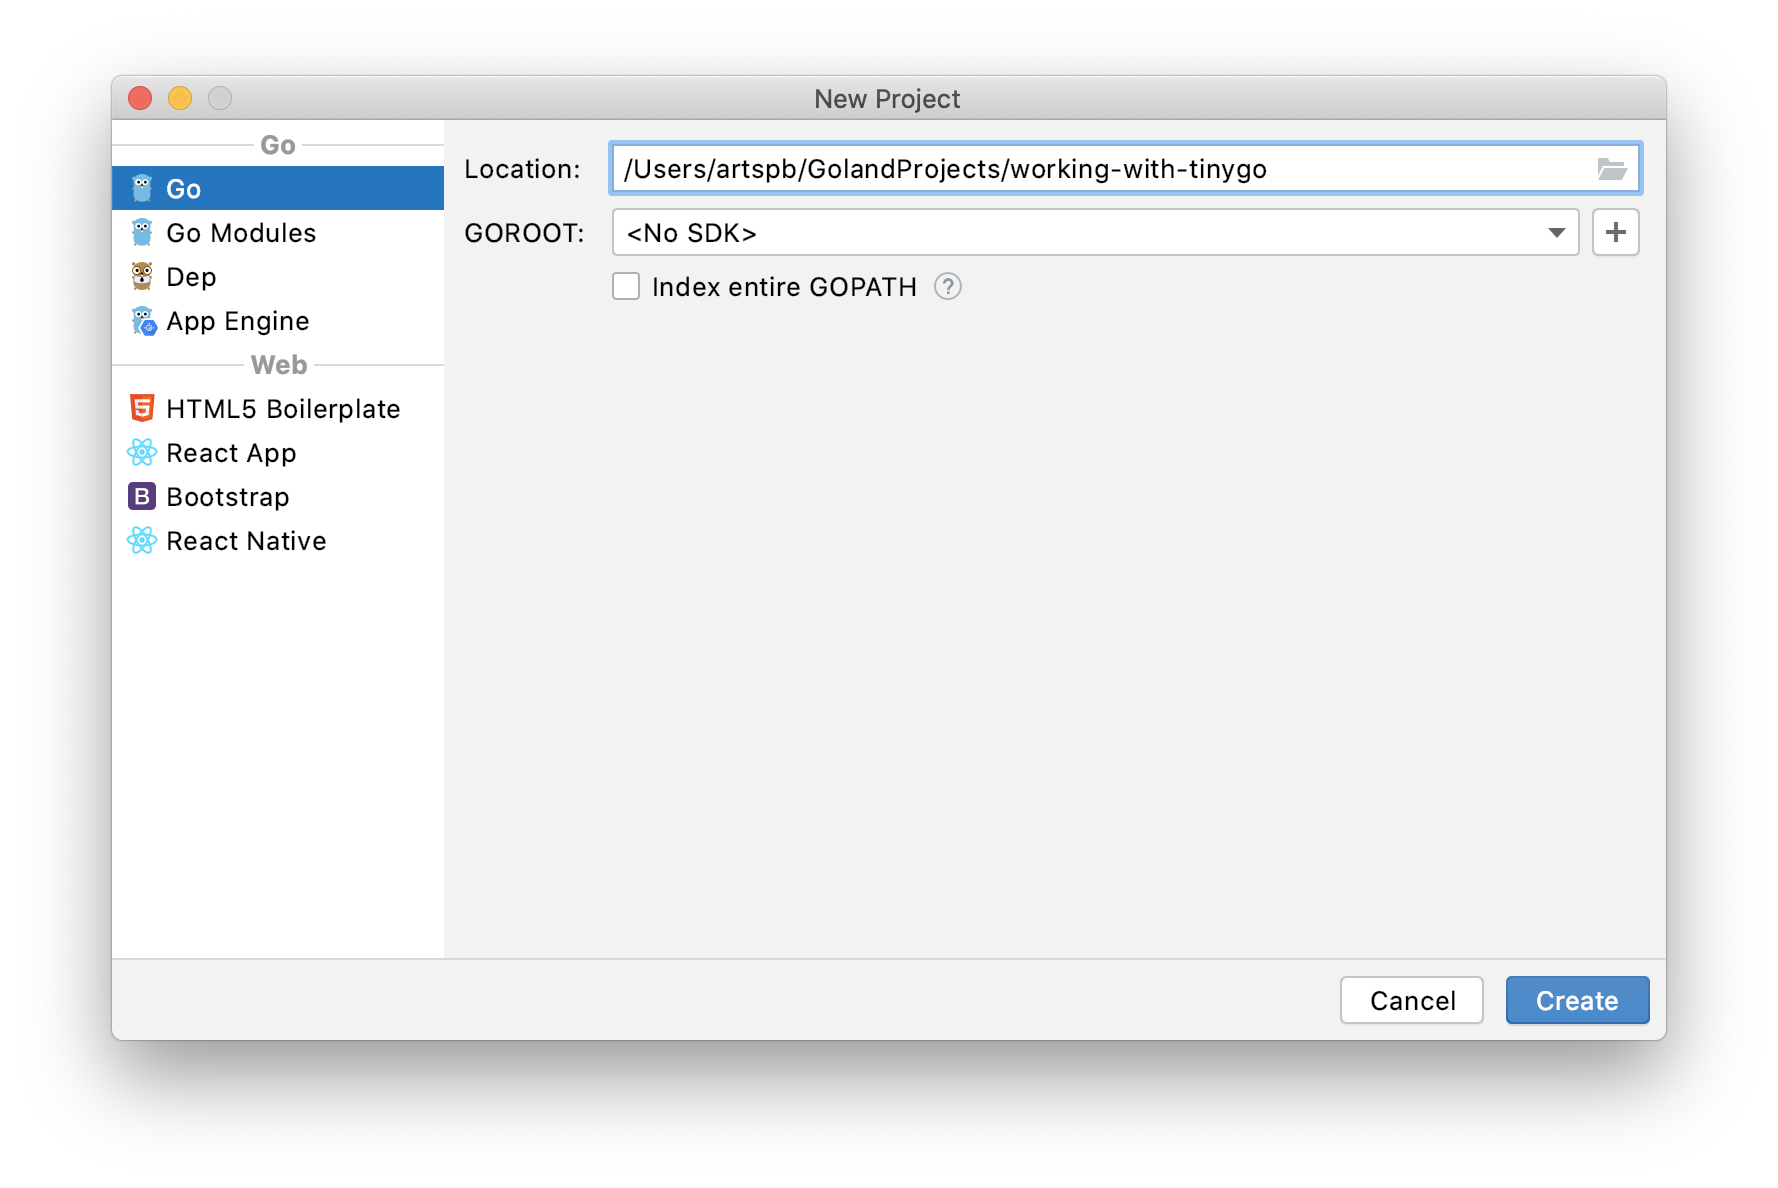 New Project
Go
Go
Go Modules
Dep
App Engine
Web
HTML5 Boilerplate
React App
B Bootstrap
React Native
Location: /Users/artspb/GolandProjects/working-with-tinygo
GOROOT: <No SDK>
Index entire GOPATH ?
Cancel Create